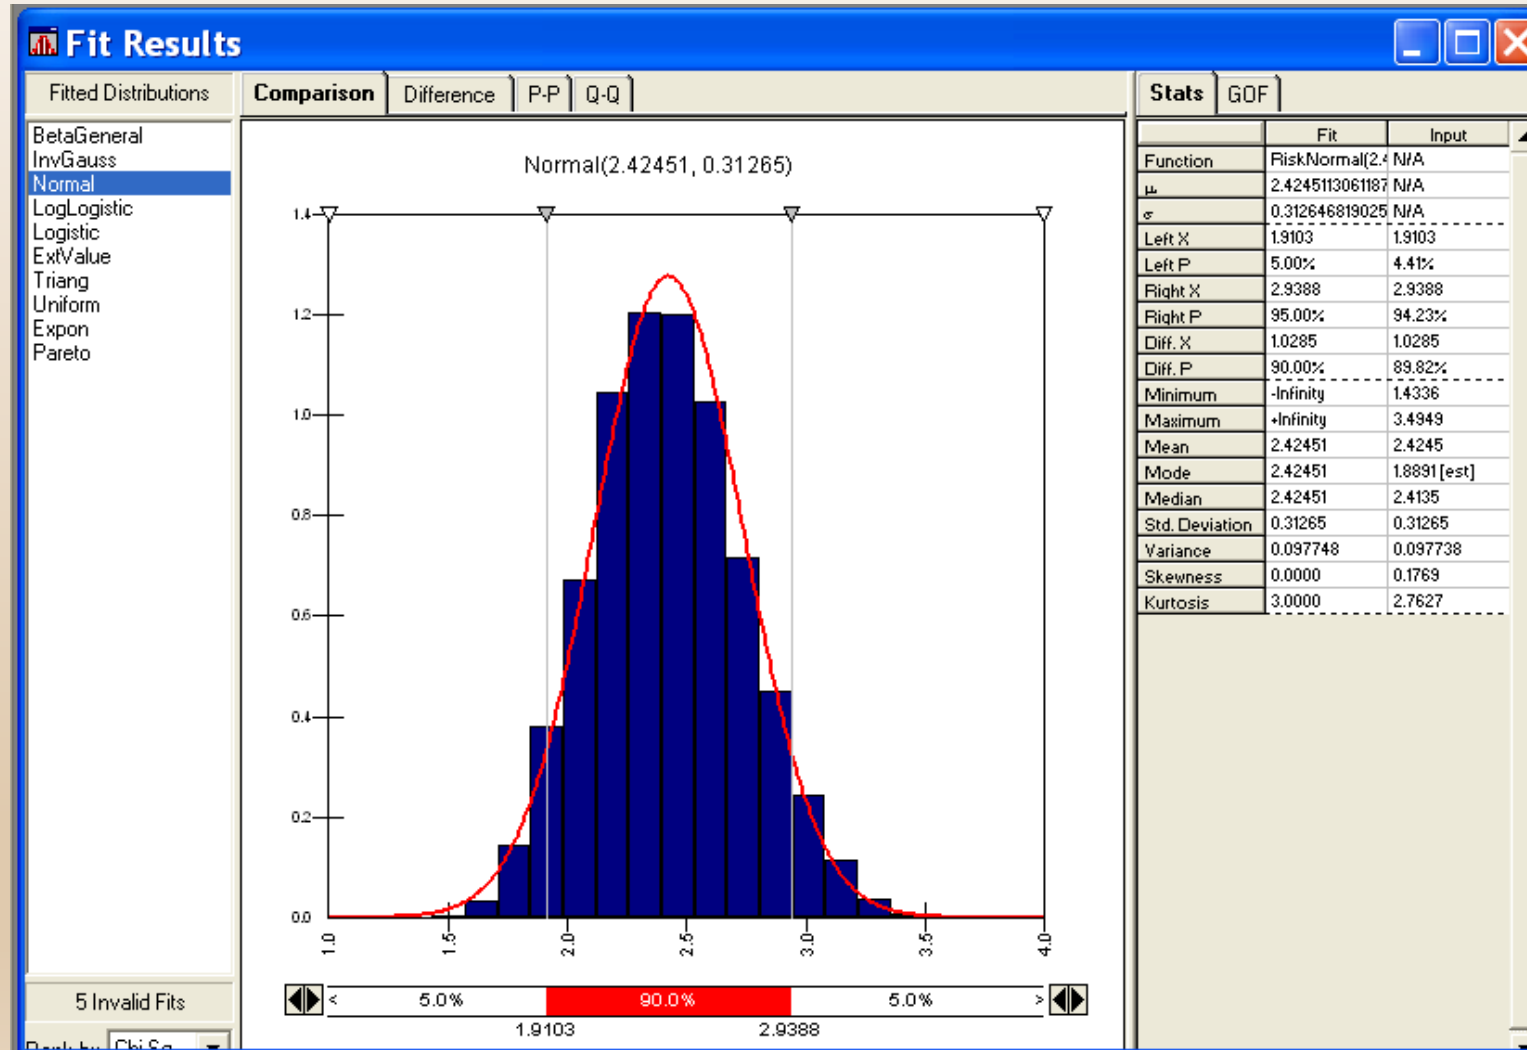 Fit Results
Fitted Distributions
BetaGeneral
InvGauss
Normal
LogLogistic
Logistic
ExtValue
Triang
Uniform
Expon
Pareto
5 Invalid Fits
Rank by Chi-Sq
Comparison Difference P-P Q-Q
Normal(2.42451, 0.31265)
1.4
1.2
1.0
0.8
0.6
0.4
0.2
0.0
1.0 1.5 2.0 2.5 3.0 3.5 4.0
< 5.0% 90.0% 5.0% >
1.9103 2.9388
Stats GOF
Fit Input
Function RiskNormal(2.4 N/A
μ 2.4245113061187 N/A
σ 0.312646819025 N/A
Left X 1.9103 1.9103
Left P 5.00% 4.41%
Right X 2.9388 2.9388
Right P 95.00% 94.23%
Diff. X 1.0285 1.0285
Diff. P 90.00% 89.82%
Minimum -Infinity 1.4336
Maximum +Infinity 3.4949
Mean 2.42451 2.4245
Mode 2.42451 1.8891 [est]
Median 2.42451 2.4135
Std. Deviation 0.31265 0.31265
Variance 0.097748 0.097738
Skewness 0.0000 0.1769
Kurtosis 3.0000 2.7627